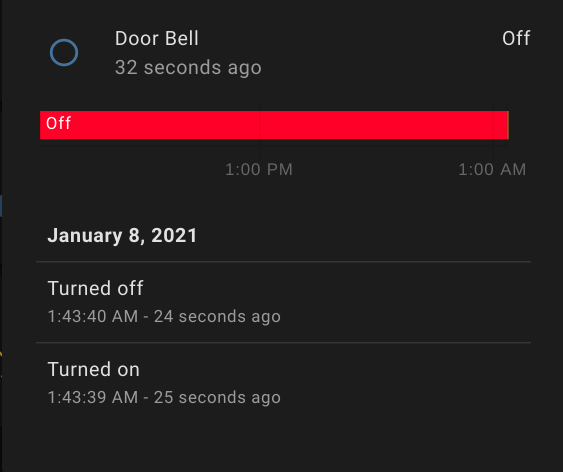 Door Bell
Off
32 seconds ago
Off
1:00 PM
1:00 AM
January 8, 2021
Turned off
1:43:40 AM - 24 seconds ago
Turned on
1:43:39 AM - 25 seconds ago